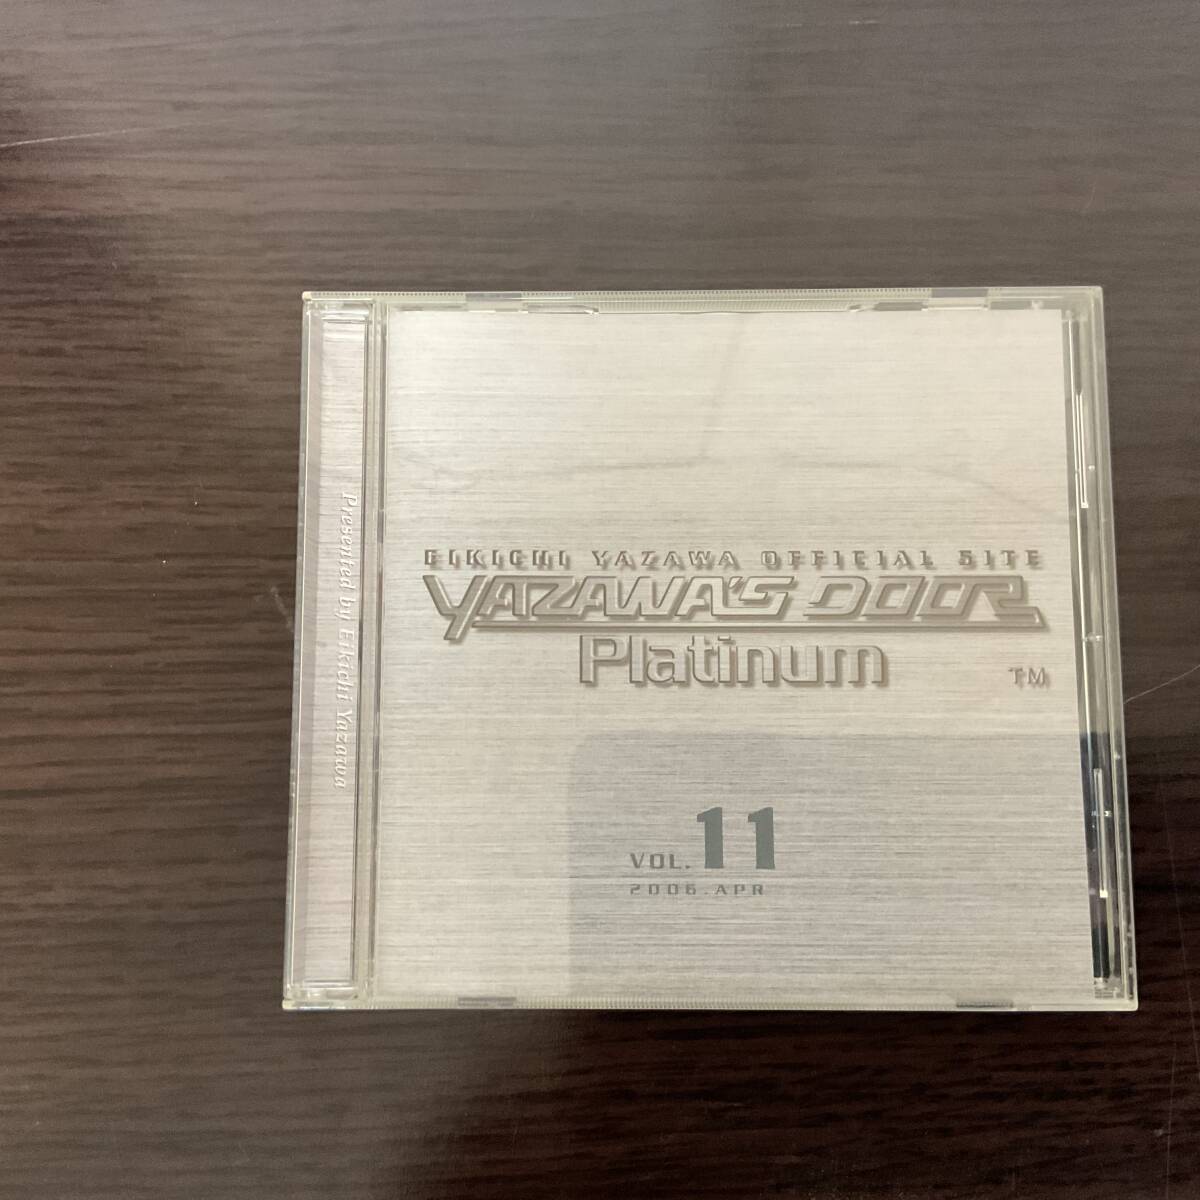 Presented by Eikichi Yazawa
EIKICHI YAZAWA OFFICIAL SITE
YAZAWA'S DOOR
Platinum
TM
VOL. 11
2006.APR